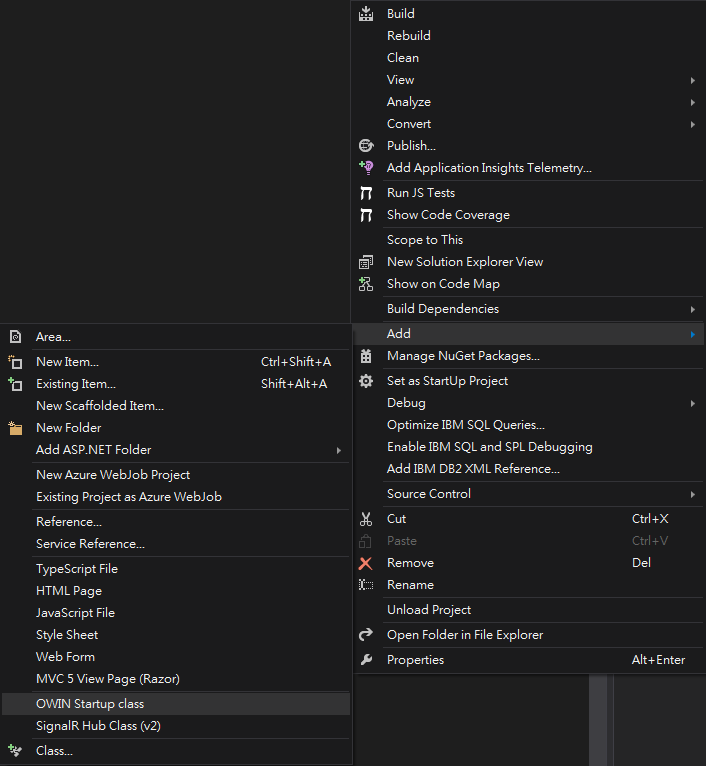 Build
Rebuild
Clean
View
Analyze
Convert
Publish...
Add Application Insights Telemetry...
Run JS Tests
Show Code Coverage
Scope to This
New Solution Explorer View
Show on Code Map
Build Dependencies
Add
Manage NuGet Packages...
Set as StartUp Project
Debug
Optimize IBM SQL Queries...
Enable IBM SQL and SPL Debugging
Add IBM DB2 XML Reference...
Source Control
Cut Ctrl+X
Paste Ctrl+V
Remove Del
Rename
Unload Project
Open Folder in File Explorer
Properties Alt+Enter
Area...
New Item... Ctrl+Shift+A
Existing Item... Shift+Alt+A
New Scaffolded Item...
New Folder
Add ASP.NET Folder
New Azure WebJob Project
Existing Project as Azure WebJob
Reference...
Service Reference...
TypeScript File
HTML Page
JavaScript File
Style Sheet
Web Form
MVC 5 View Page (Razor)
OWIN Startup class
SignalR Hub Class (v2)
Class...